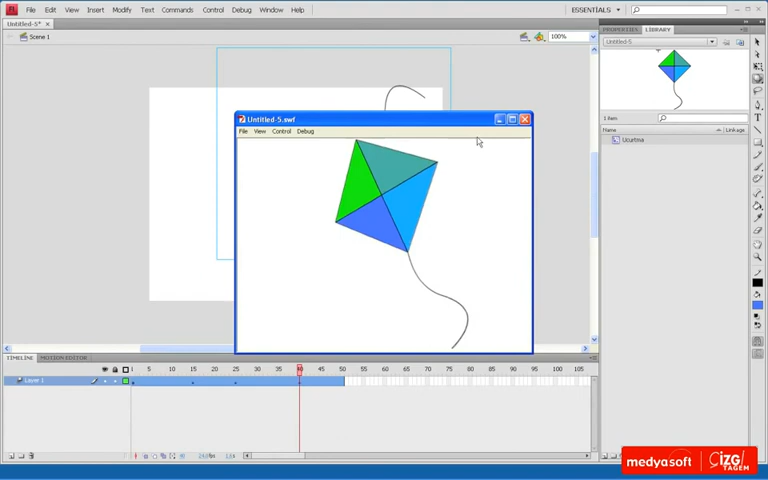 FL File Edit View Insert Modify Text Commands Control Debug Window Help ESSENTIALS
Untitled-5* ×
Scene 1 100%
PROPERTIES LIBRARY
Untitled-5
1 item
Name Linkage
Ucurtma
Untitled-5.swf
File View Control Debug
TIMELINE MOTION EDITOR
1 5 10 15 20 25 30 35 40 45 50 55 60 65 70 75 80 85 90 95 100 105
Layer 1
medyasoft ÇİZGİ TAGEM